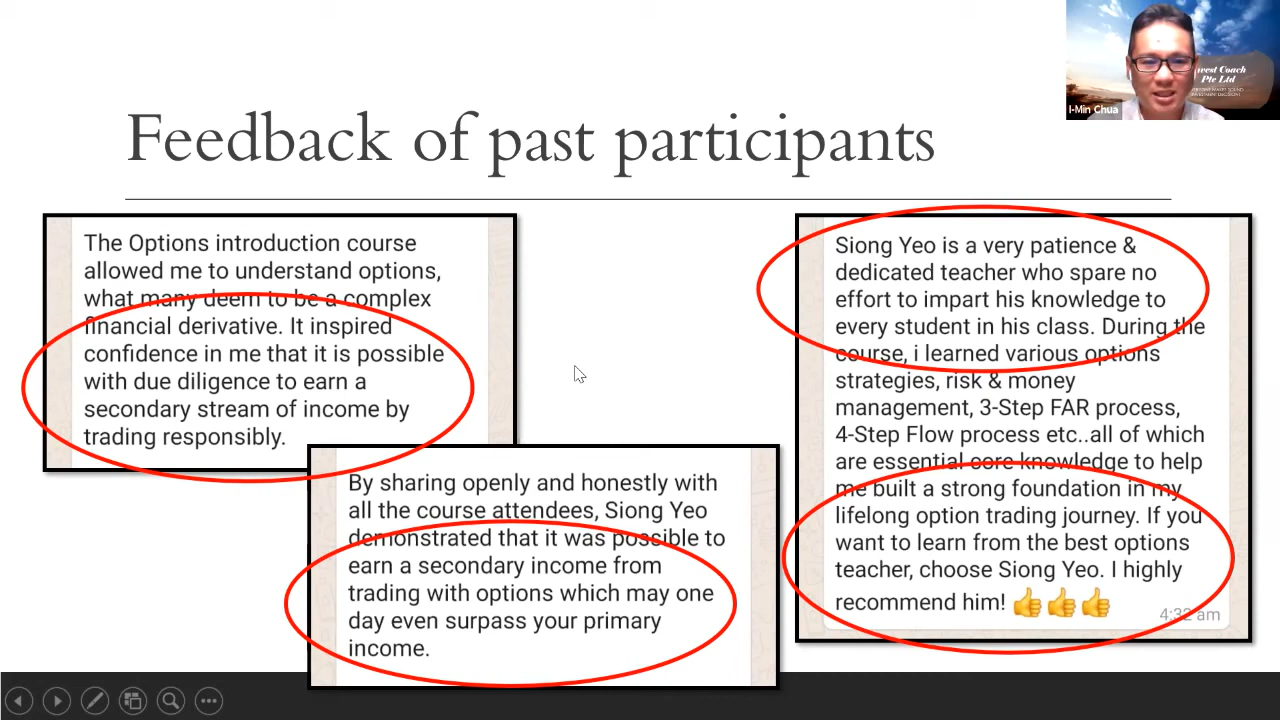 Feedback of past participants
The Options introduction course
allowed me to understand options,
what many deem to be a complex
financial derivative. It inspired
confidence in me that it is possible
with due diligence to earn a
secondary stream of income by
trading responsibly.
By sharing openly and honestly with
all the course attendees, Siong Yeo
demonstrated that it was possible to
earn a secondary income from
trading with options which may one
day even surpass your primary
income.
Siong Yeo is a very patience &
dedicated teacher who spare no
effort to impart his knowledge to
every student in his class. During the
course, i learned various options
strategies, risk & money
management, 3-Step FAR process,
4-Step Flow process etc..all of which
are essential core knowledge to help
me built a strong foundation in my
lifelong option trading journey. If you
want to learn from the best options
teacher, choose Siong Yeo. I highly
recommend him! 👍👍👍
4:32 am
vest Coach
Pte Ltd
I-Min Chua